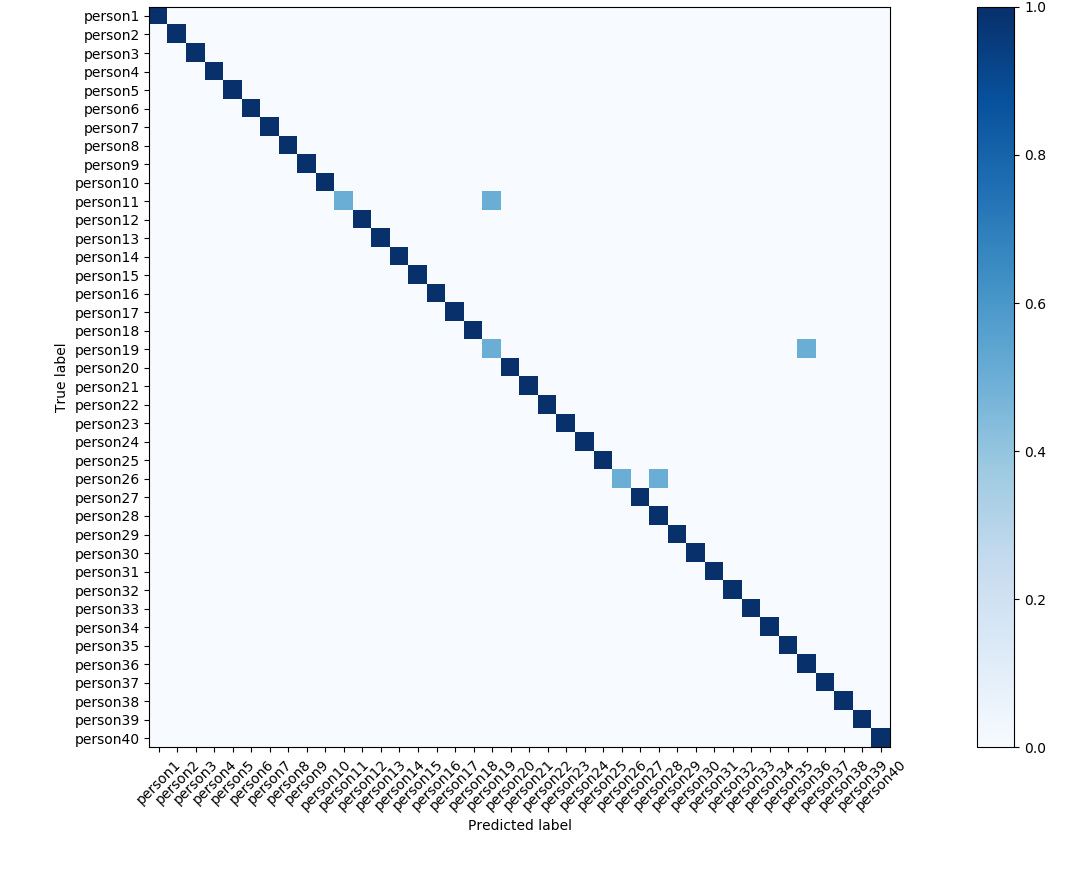 person1
person2
person3
person4
person5
person6
person7
person8
person9
person10
person11
person12
person13
person14
person15
person16
person17
person18
person19
person20
person21
person22
person23
person24
person25
person26
person27
person28
person29
person30
person31
person32
person33
person34
person35
person36
person37
person38
person39
person40
True label
person1
person2
person3
person4
person5
person6
person7
person8
person9
person10
person11
person12
person13
person14
person15
person16
person17
person18
person19
person20
person21
person22
person23
person24
person25
person26
person27
person28
person29
person30
person31
person32
person33
person34
person35
person36
person37
person38
person39
person40
Predicted label
1.0
0.8
0.6
0.4
0.2
0.0